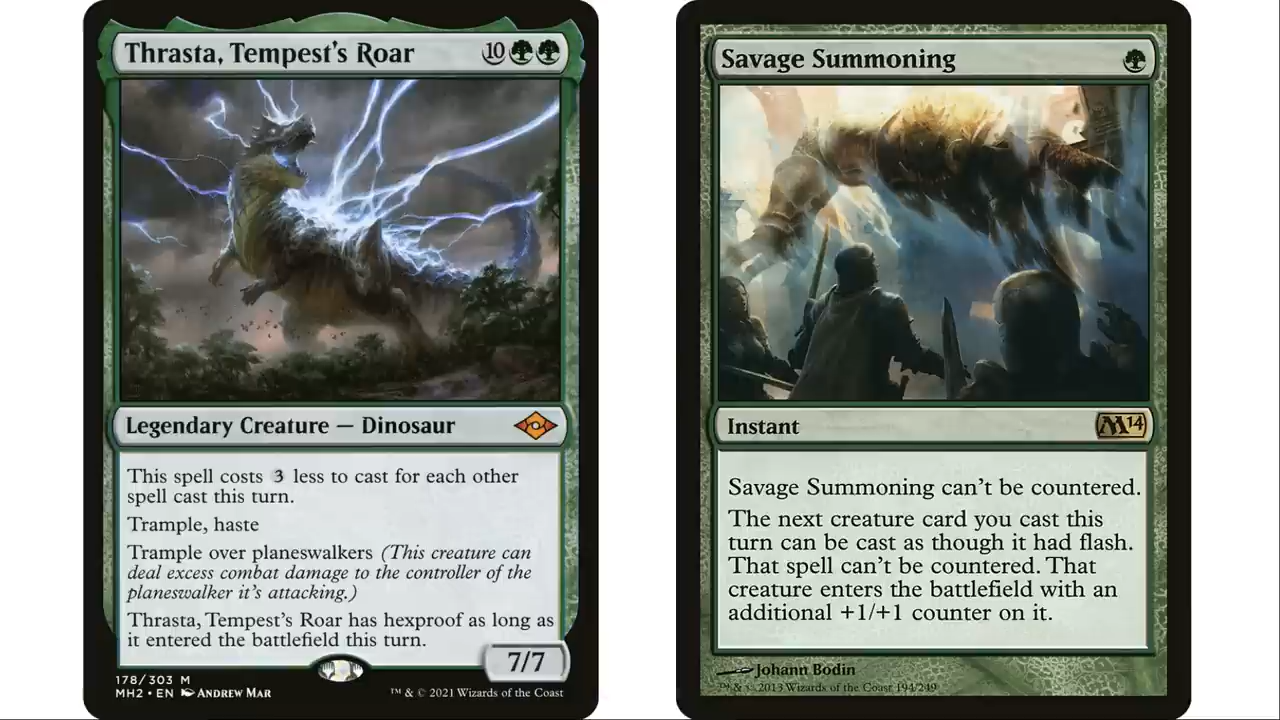 Thrasta, Tempest's Roar 10
Legendary Creature — Dinosaur
This spell costs 3 less to cast for each other
spell cast this turn.
Trample, haste
Trample over planeswalkers (This creature can
deal excess combat damage to the controller of the
planeswalker it's attacking.)
Thrasta, Tempest's Roar has hexproof as long as
it entered the battlefield this turn.
7/7
178/303 M
MH2 • EN ANDREW MAR
™ & © 2021 Wizards of the Coast
Savage Summoning
Instant M14
Savage Summoning can't be countered.
The next creature card you cast this
turn can be cast as though it had flash.
That spell can't be countered. That
creature enters the battlefield with an
additional +1/+1 counter on it.
Johann Bodin
™ & © 2013 Wizards of the Coast 194/249